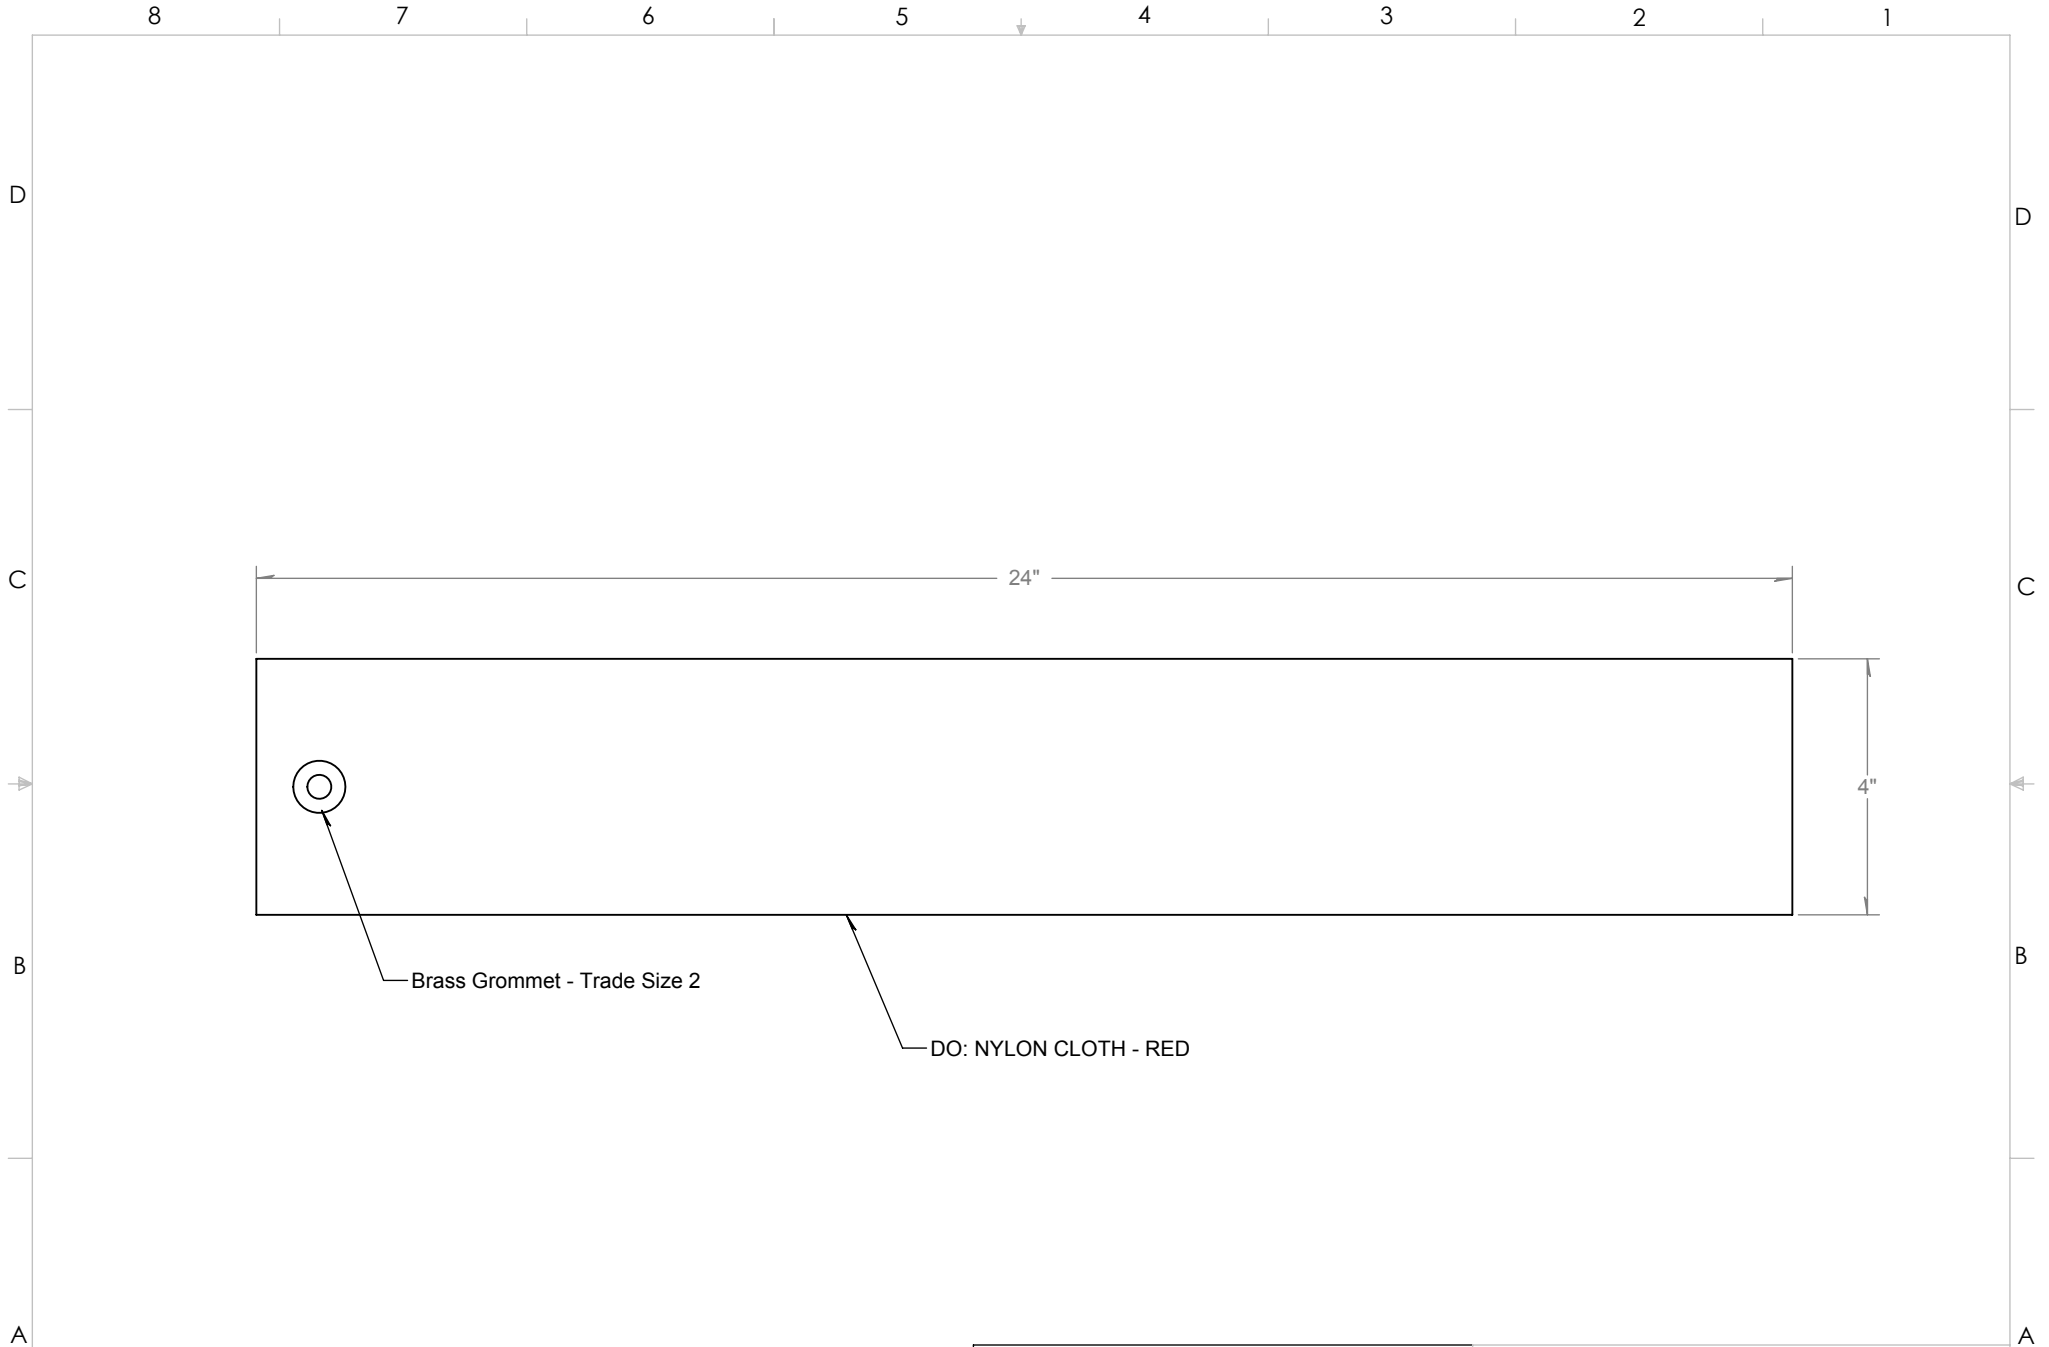 8 7 6 5 4 3 2 1
D D
C 24" C
4"
B Brass Grommet - Trade Size 2 B
DO: NYLON CLOTH - RED
A A